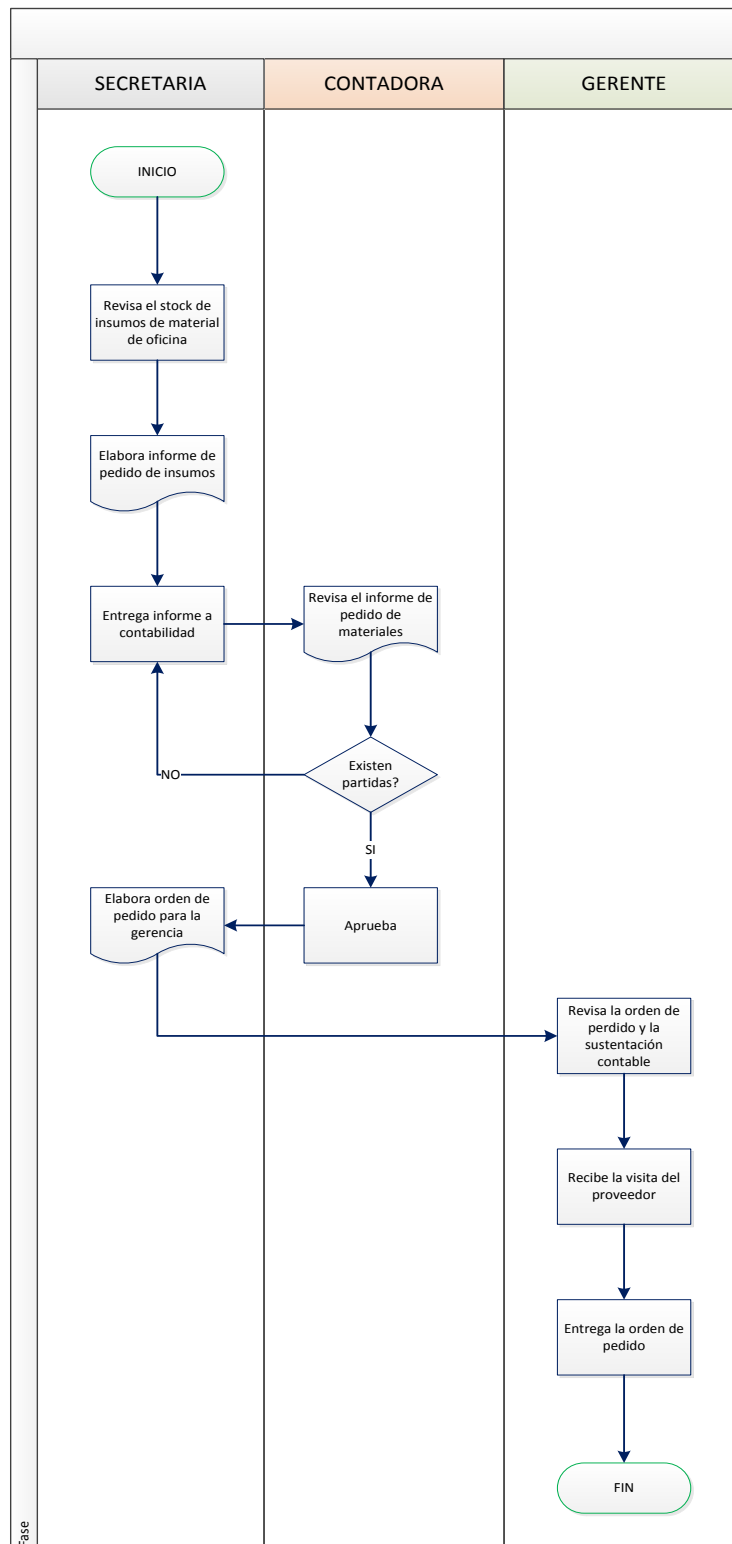 SECRETARIA
CONTADORA
GERENTE
INICIO
Revisa el stock de
insumos de material
de oficina
Elabora informe de
pedido de insumos
Entrega informe a
contabilidad
Revisa el informe de
pedido de
materiales
Existen
partidas?
NO
SI
Elabora orden de
pedido para la
gerencia
Aprueba
Revisa la orden de
perdido y la
sustentación
contable
Recibe la visita del
proveedor
Entrega la orden de
pedido
FIN
Fase